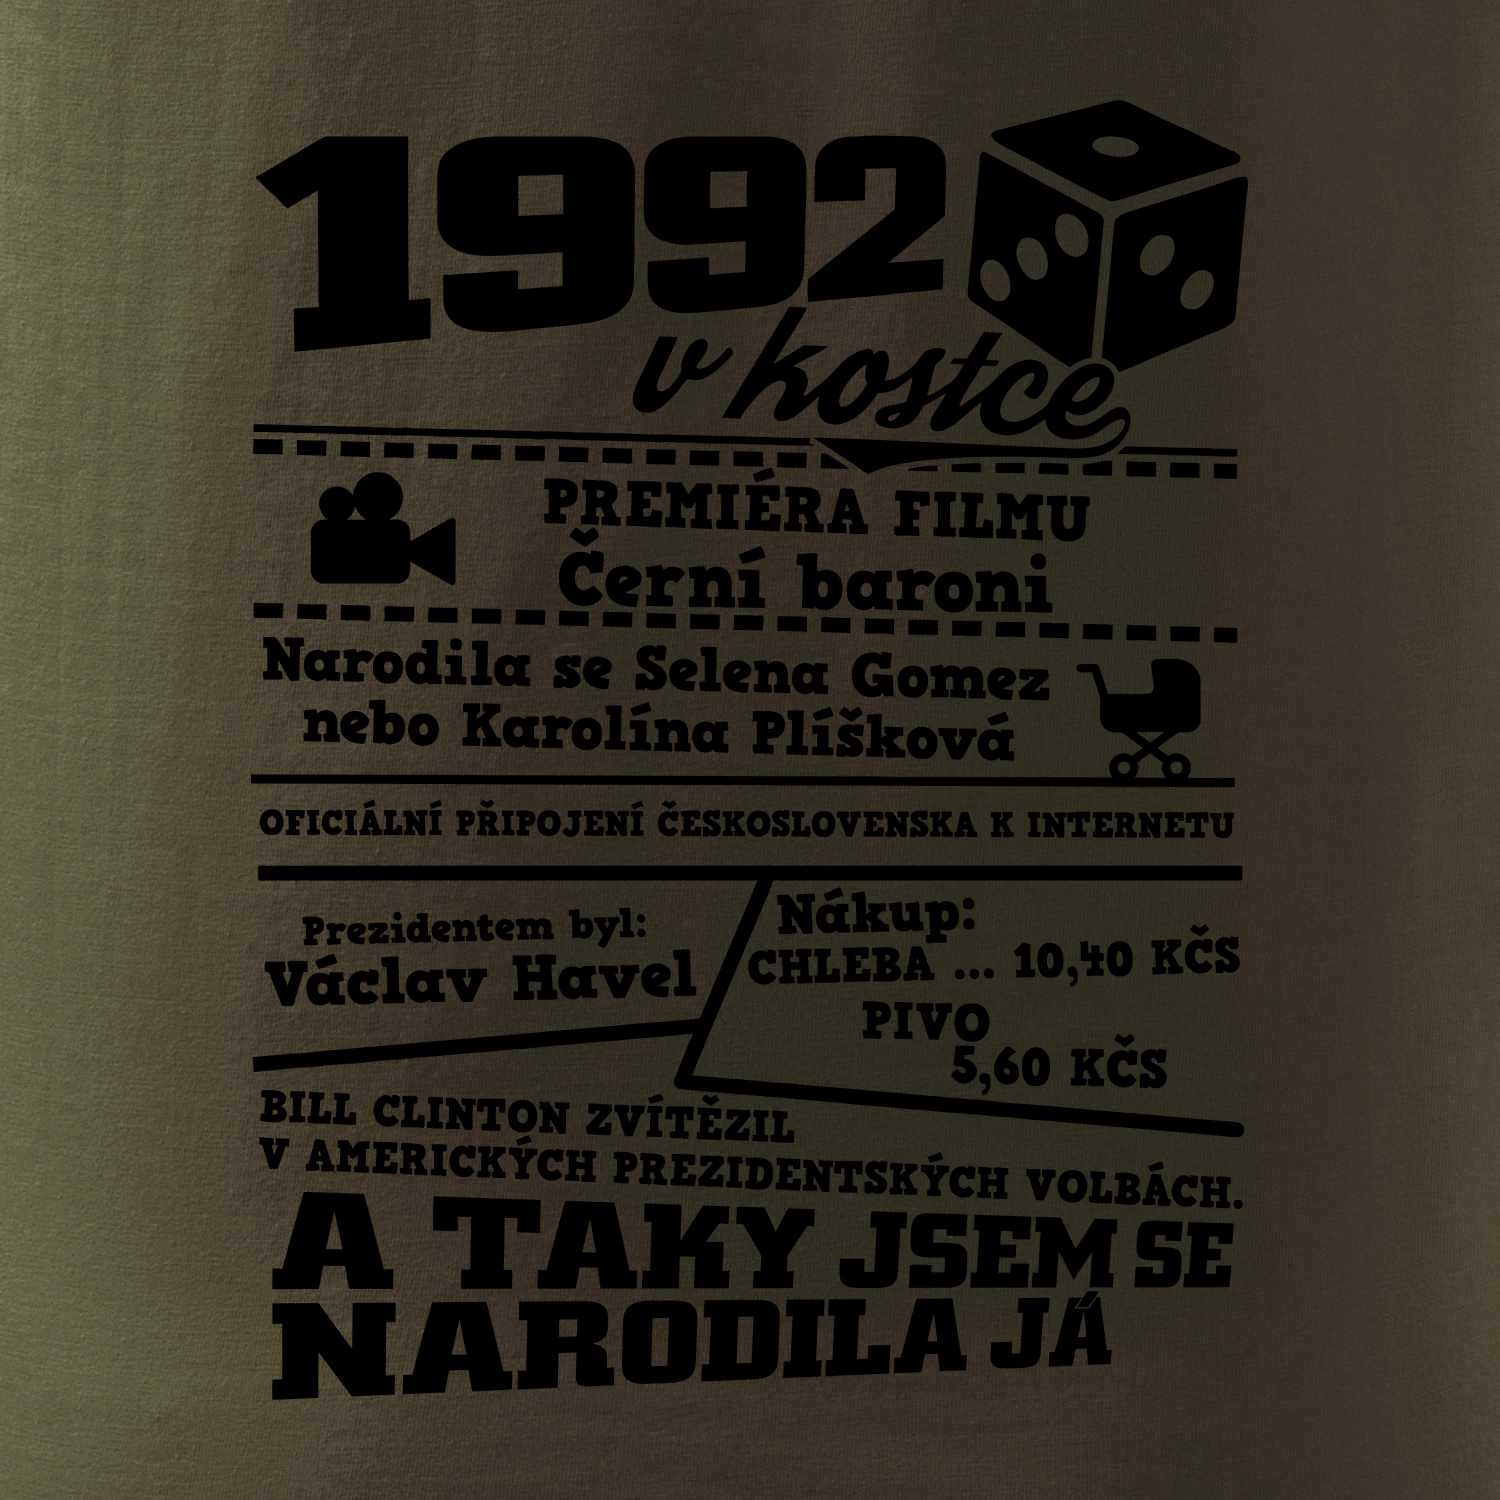 1992
v kostce
PREMIÉRA FILMU
Černí baroni
Narodila se Selena Gomez
nebo Karolína Plíšková
OFICIÁLNÍ PŘIPOJENÍ ČESKOSLOVENSKA K INTERNETU
Prezidentem byl:
Václav Havel
Nákup:
CHLEBA ... 10,40 KČS
PIVO
5,60 KČS
BILL CLINTON ZVÍTĚZIL
V AMERICKÝCH PREZIDENTSKÝCH VOLBÁCH.
A TAKY JSEM SE
NARODILA JÁ